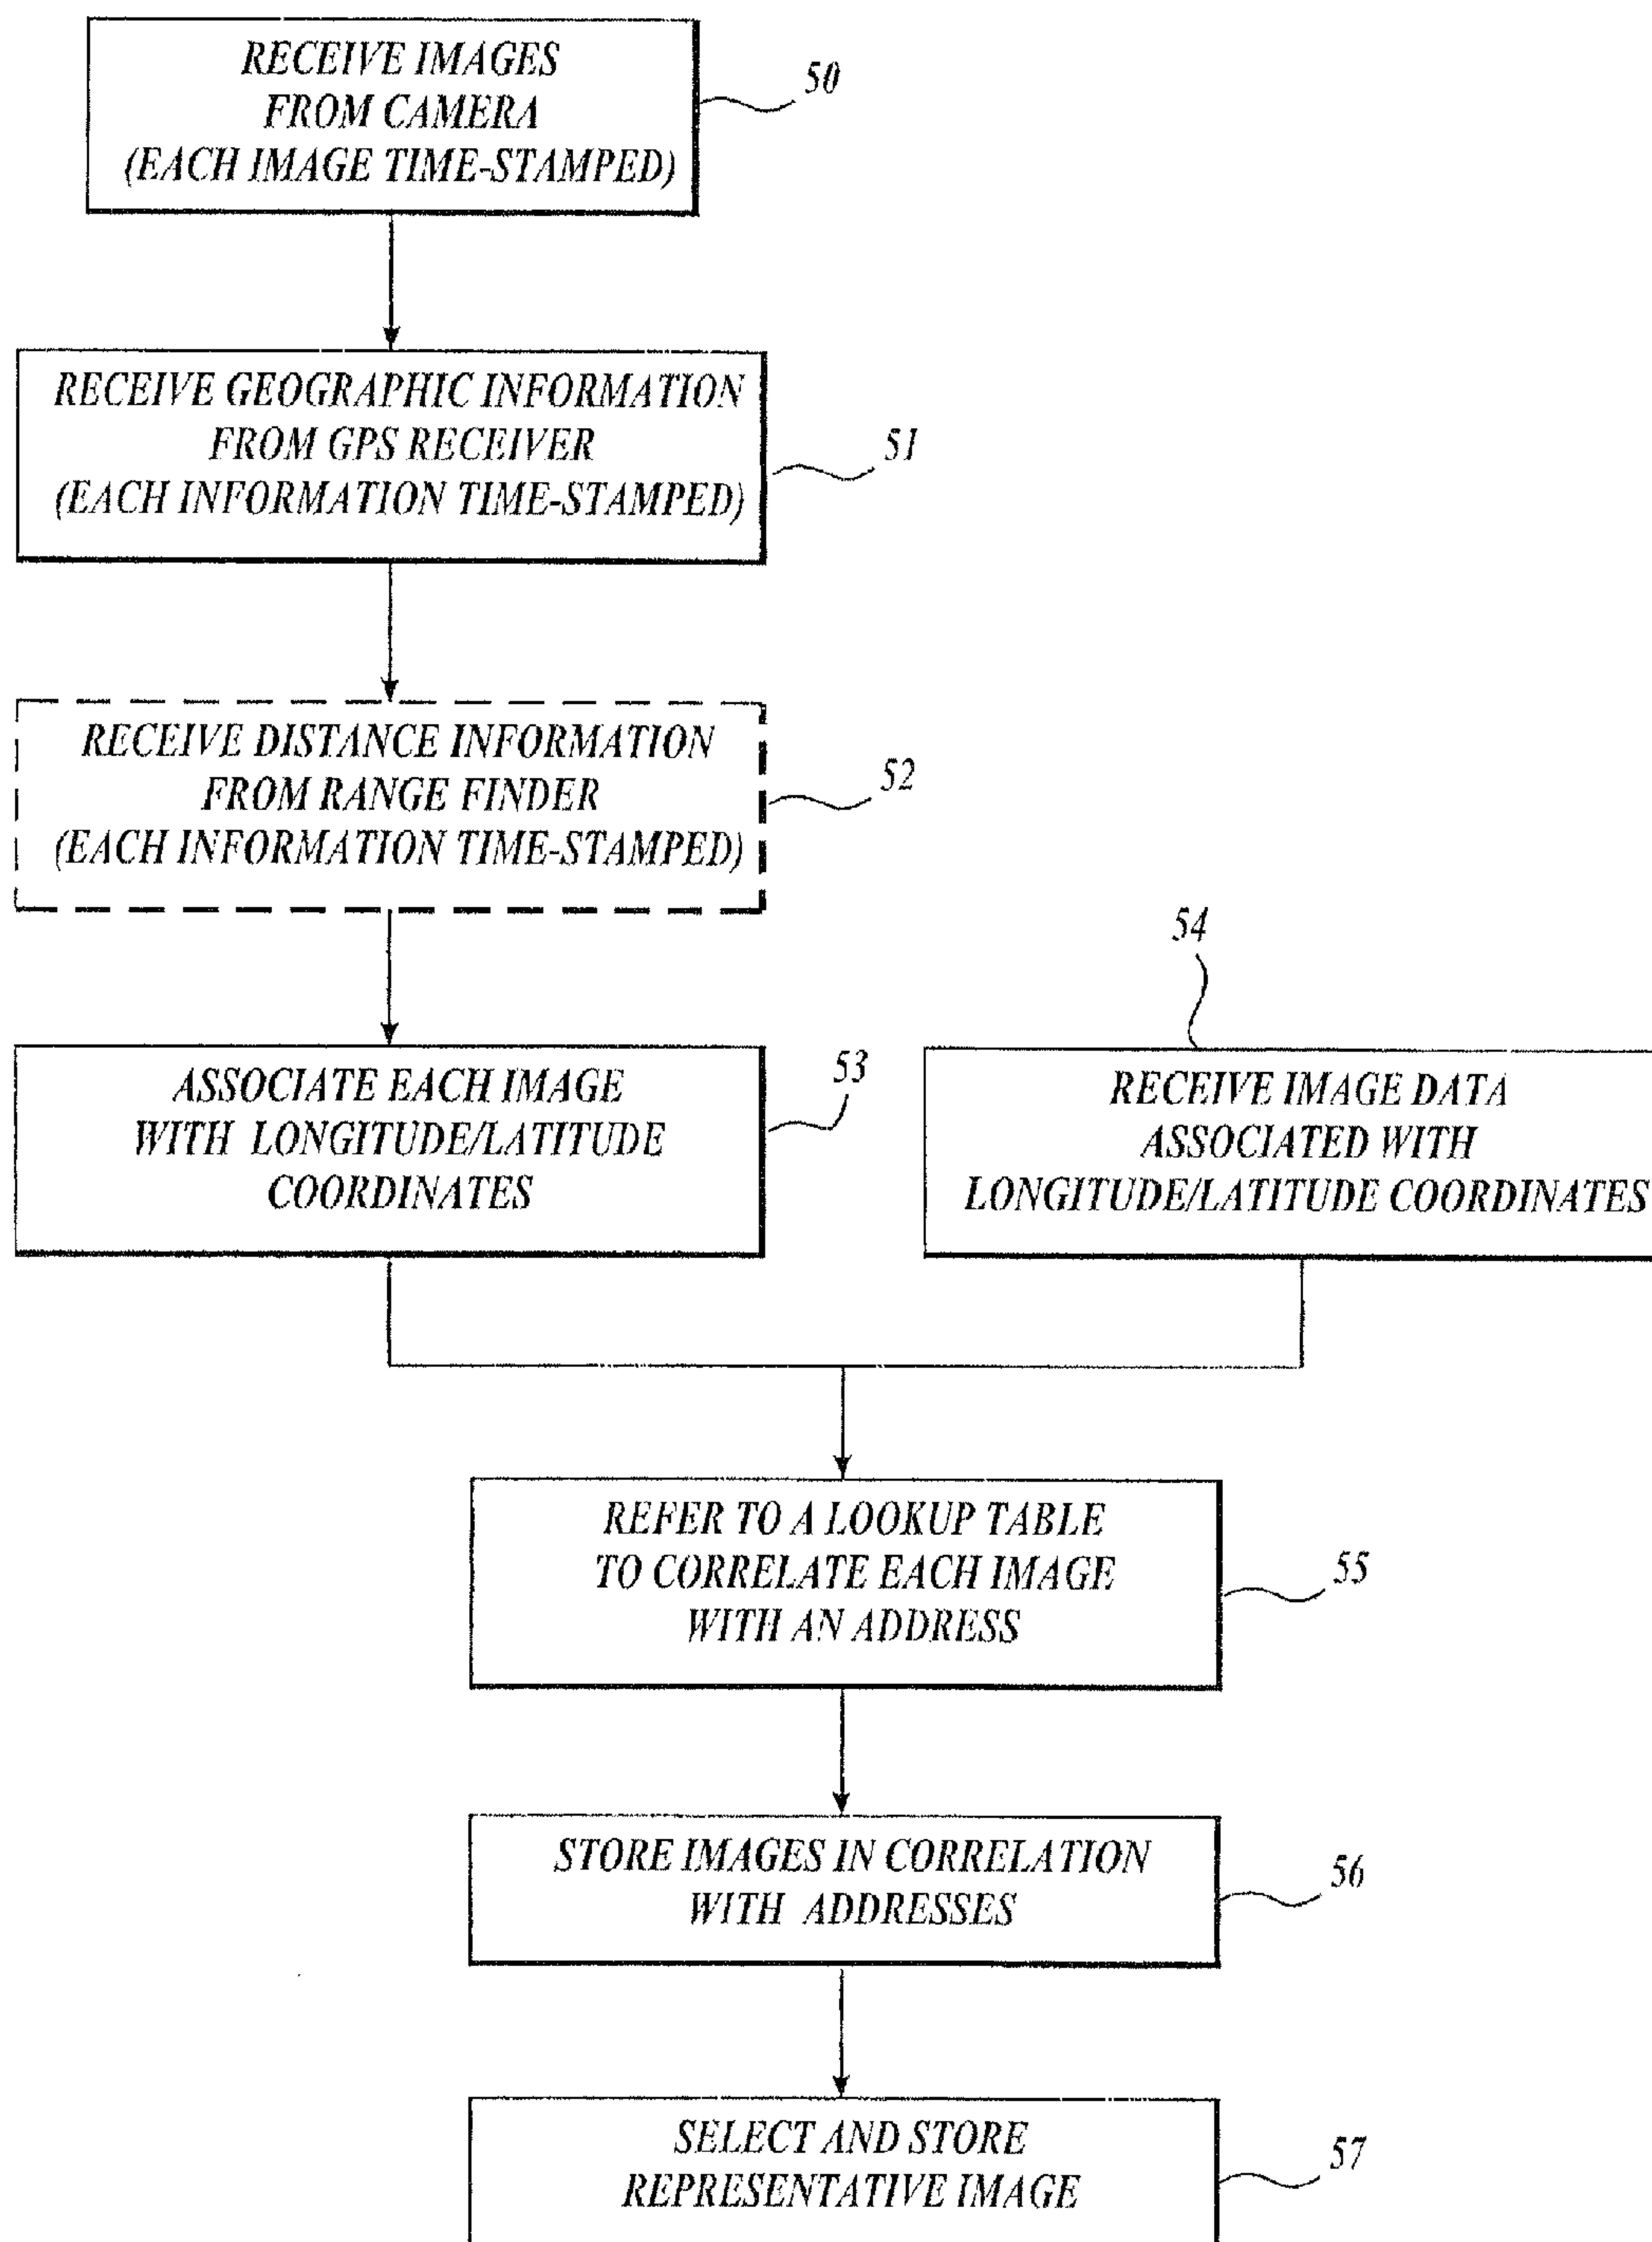 RECEIVE IMAGES
FROM CAMERA
(EACH IMAGE TIME-STAMPED)
50
RECEIVE GEOGRAPHIC INFORMATION
FROM GPS RECEIVER
(EACH INFORMATION TIME-STAMPED)
51
RECEIVE DISTANCE INFORMATION
FROM RANGE FINDER
(EACH INFORMATION TIME-STAMPED)
52
ASSOCIATE EACH IMAGE
WITH LONGITUDE/LATITUDE
COORDINATES
53
54
RECEIVE IMAGE DATA
ASSOCIATED WITH
LONGITUDE/LATITUDE COORDINATES
REFER TO A LOOKUP TABLE
TO CORRELATE EACH IMAGE
WITH AN ADDRESS
55
STORE IMAGES IN CORRELATION
WITH ADDRESSES
56
SELECT AND STORE
REPRESENTATIVE IMAGE
57